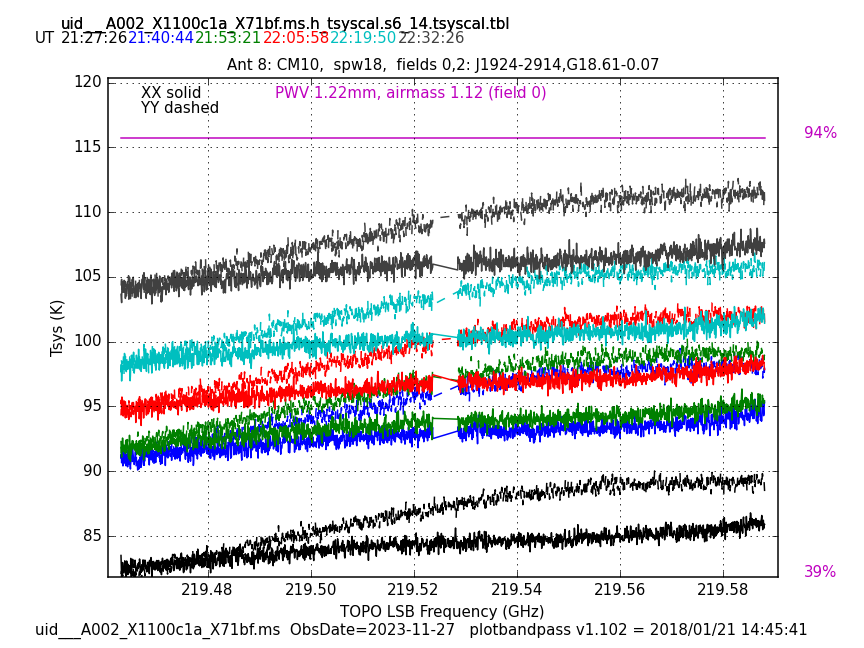 uid___A002_X1100c1a_X71bf.ms.h_tsyscal.s6_14.tsyscal.tbl
UT 21:27:26 21:40:44 21:53:21 22:05:58 22:19:50 22:32:26
Ant 8: CM10,  spw18,  fields 0,2: J1924-2914,G18.61-0.07
XX solid
YY dashed
PWV 1.22mm, airmass 1.12 (field 0)
94%
39%
120
115
110
105
100
95
90
85
Tsys (K)
219.48 219.50 219.52 219.54 219.56 219.58
TOPO LSB Frequency (GHz)
uid___A002_X1100c1a_X71bf.ms  ObsDate=2023-11-27   plotbandpass v1.102 = 2018/01/21 14:45:41